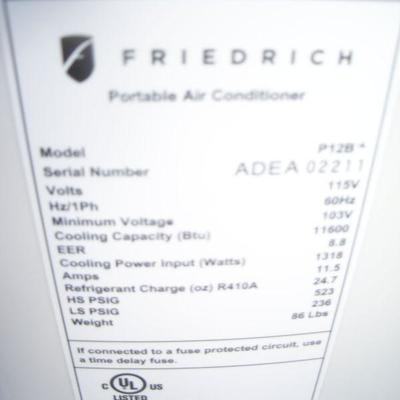 FRIEDRICH
Portable Air Conditioner
Model P12B *
Serial Number ADEA 02211
Volts 115V
Hz/1Ph 60Hz
Minimum Voltage 103V
Cooling Capacity (Btu) 11600
EER 8.8
Cooling Power Input (Watts) 1318
Amps 11.5
Refrigerant Charge (oz) R410A 24.7
HS PSIG 523
LS PSIG 236
Weight 86 Lbs
If connected to a fuse protected circuit, use
a time delay fuse.
C UL US
LISTED